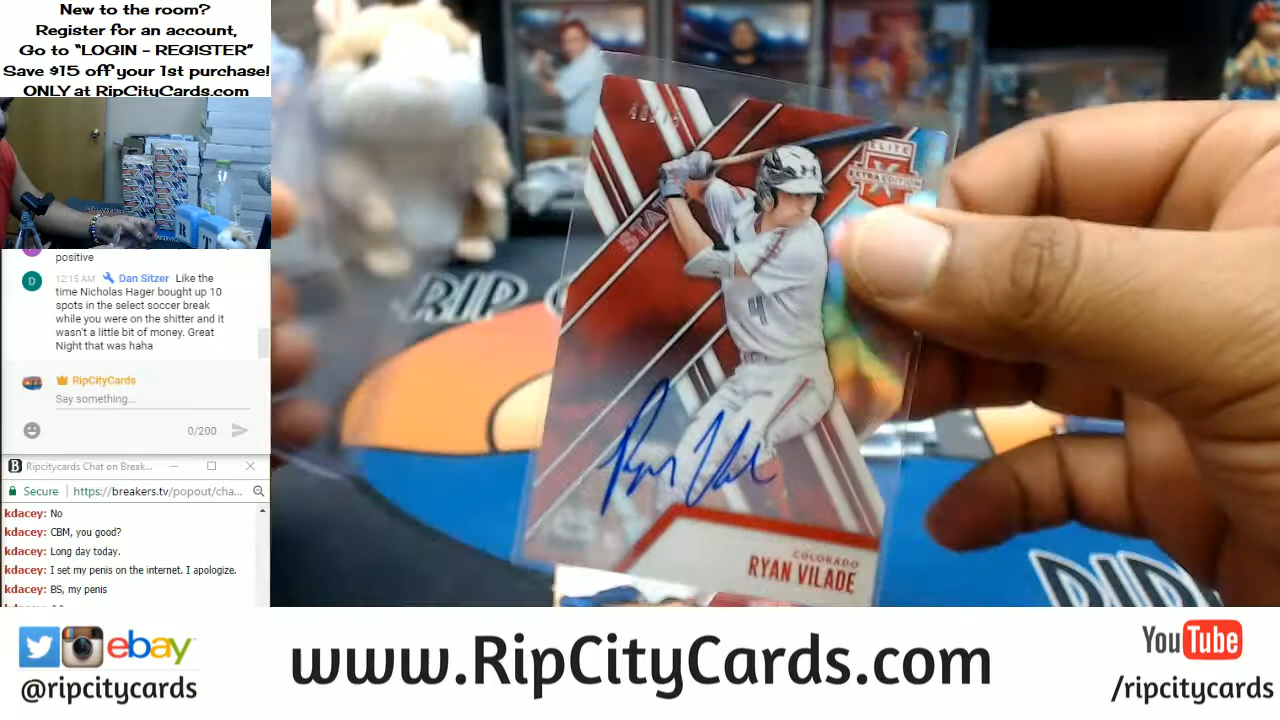 New to the room?
Register for an account,
Go to “LOGIN - REGISTER”
Save $15 off your 1st purchase!
ONLY at RipCityCards.com
positive
D
12:15 AM Dan Sitzer Like the
time Nicholas Hager bought up 10
spots in the select soccer break
while you were on the shitter and it
wasn't a little bit of money. Great
Night that was haha
RipCityCards
Say something...
0/200
Ripcitycards Chat on Break...
Secure https://breakers.tv/popout/cha...
kdacey: No
kdacey: CBM, you good?
kdacey: Long day today.
kdacey: I set my penis on the internet. I apologize.
kdacey: BS, my penis
R T
RIP
ELITE
EXTRA EDITION
STA
4
COLORADO
RYAN VILADE
RIP
ebay
@ripcitycards
www.RipCityCards.com
YouTube
/ripcitycards